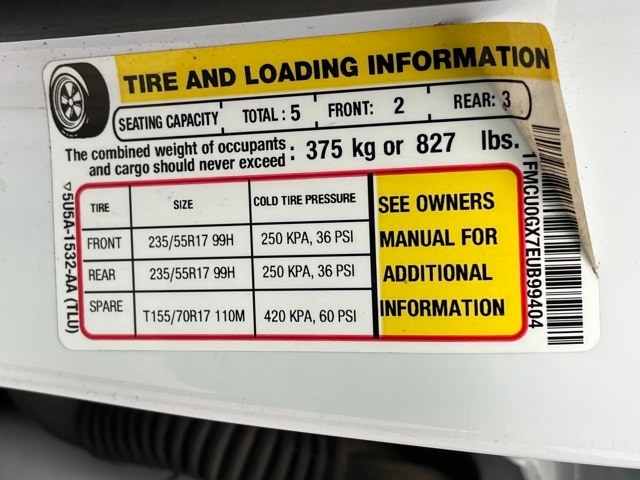 TIRE AND LOADING INFORMATION
SEATING CAPACITY TOTAL : 5 FRONT: 2 REAR: 3
The combined weight of occupants
and cargo should never exceed : 375 kg or 827 lbs.
TIRE SIZE COLD TIRE PRESSURE
FRONT 235/55R17 99H 250 KPA, 36 PSI
REAR 235/55R17 99H 250 KPA, 36 PSI
SPARE T155/70R17 110M 420 KPA, 60 PSI
SEE OWNERS
MANUAL FOR
ADDITIONAL
INFORMATION
▽5U5A-1532-AA (TLU)
1FMCU0GX7EUB99404